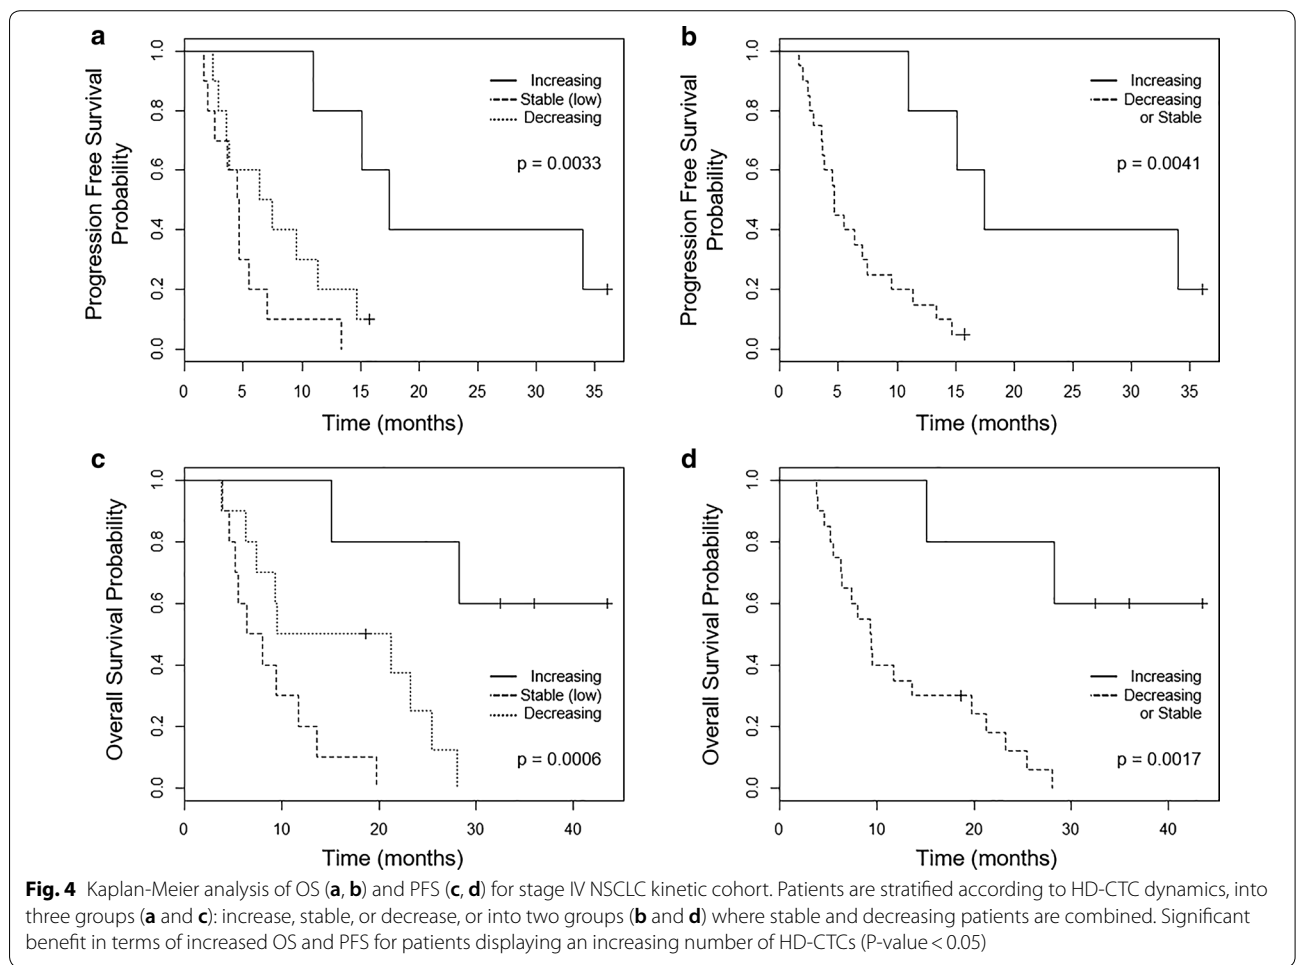 a
1.0
0.8
0.6
0.4
0.2
0.0
Progression Free Survival
Probability
Increasing
Stable (low)
Decreasing
p = 0.0033
0 5 10 15 20 25 30 35
Time (months)
b
1.0
0.8
0.6
0.4
0.2
0.0
Progression Free Survival
Probability
Increasing
Decreasing
or Stable
p = 0.0041
0 5 10 15 20 25 30 35
Time (months)
c
1.0
0.8
0.6
0.4
0.2
0.0
Overall Survival Probability
Increasing
Stable (low)
Decreasing
p = 0.0006
0 10 20 30 40
Time (months)
d
1.0
0.8
0.6
0.4
0.2
0.0
Overall Survival Probability
Increasing
Decreasing
or Stable
p = 0.0017
0 10 20 30 40
Time (months)
Fig. 4 Kaplan-Meier analysis of OS (a, b) and PFS (c, d) for stage IV NSCLC kinetic cohort. Patients are stratified according to HD-CTC dynamics, into
three groups (a and c): increase, stable, or decrease, or into two groups (b and d) where stable and decreasing patients are combined. Significant
benefit in terms of increased OS and PFS for patients displaying an increasing number of HD-CTCs (P-value < 0.05)